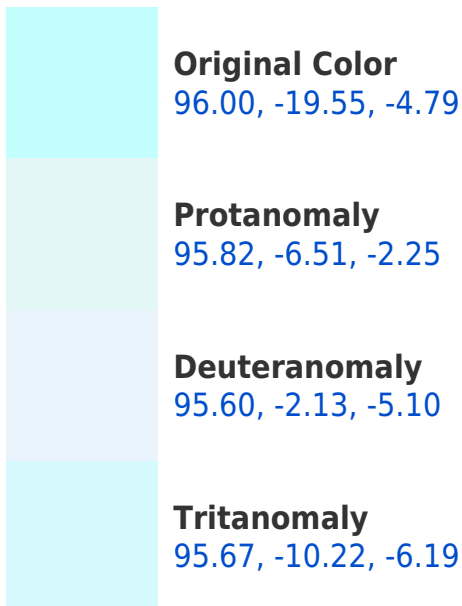 Original Color
96.00, -19.55, -4.79
Protanomaly
95.82, -6.51, -2.25
Deuteranomaly
95.60, -2.13, -5.10
Tritanomaly
95.67, -10.22, -6.19